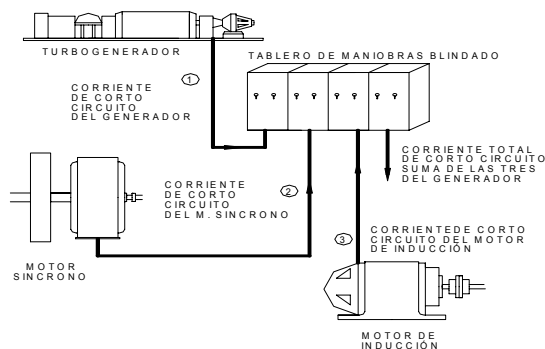 TURBOGENERADOR
TABLERO DE MANIOBRAS BLINDADO
1
CORRIENTE
DE CORTO
CIRCUITO
DEL GENERADOR
CORRIENTE TOTAL
DE CORTO CIRCUITO
SUMA DE LAS TRES
DEL GENERADOR
CORRIENTE
DE CORTO
CIRCUITO
DEL M. SINCRONO
2
3
CORRIENTEDE CORTO
CIRCUITO DEL MOTOR
DE INDUCCIÓN
MOTOR
SINCRONO
MOTOR DE
INDUCCIÓN